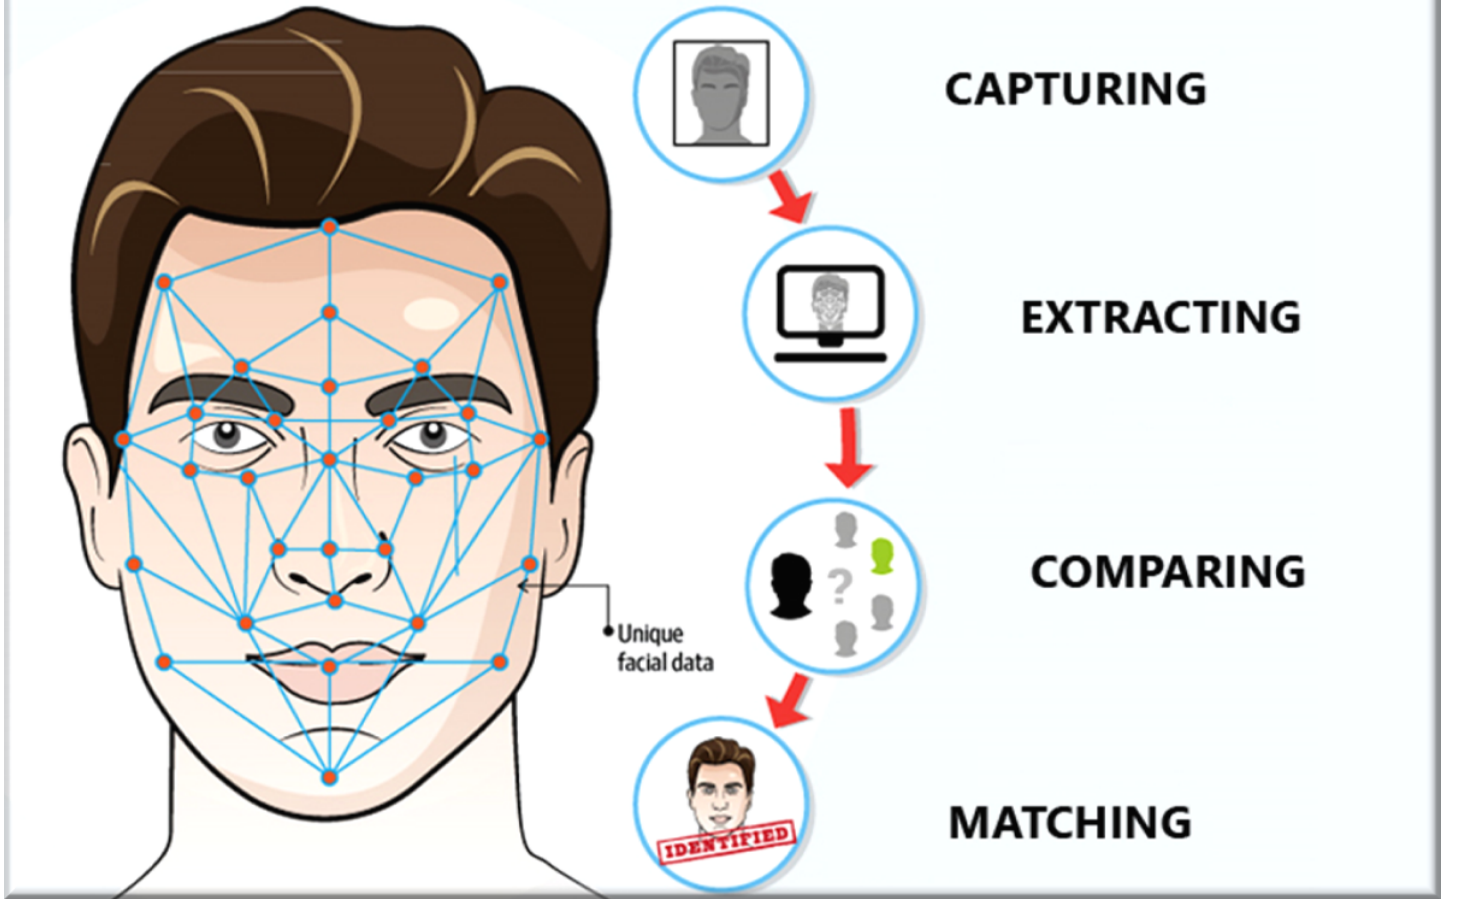 CAPTURING
EXTRACTING
COMPARING
?
Unique
facial data
MATCHING
IDENTIFIED